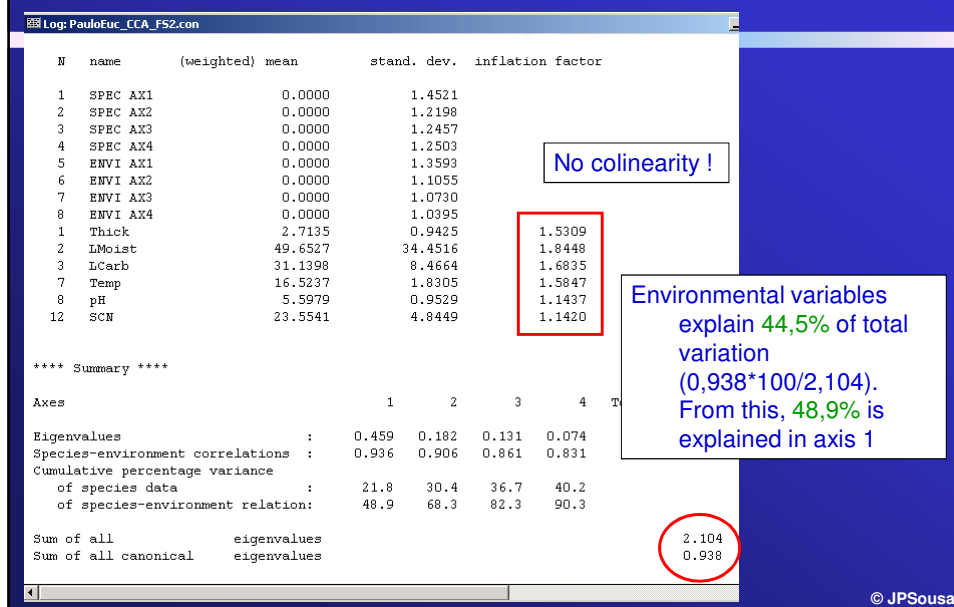 Log: PauloEuc_CCA_FS2.con
N name (weighted) mean stand. dev. inflation factor
1 SPEC AX1 0.0000 1.4521
2 SPEC AX2 0.0000 1.2198
3 SPEC AX3 0.0000 1.2457
4 SPEC AX4 0.0000 1.2503
5 ENVI AX1 0.0000 1.3593
6 ENVI AX2 0.0000 1.1055
7 ENVI AX3 0.0000 1.0730
8 ENVI AX4 0.0000 1.0395
1 Thick 2.7135 0.9425 1.5309
2 LMoist 49.6527 34.4516 1.8448
3 LCarb 31.1398 8.4664 1.6835
7 Temp 16.5237 1.8305 1.5847
8 pH 5.5979 0.9529 1.1437
12 SCN 23.5541 4.8449 1.1420
No colinearity !
Environmental variables
explain 44,5% of total
variation
(0,938*100/2,104).
From this, 48,9% is
explained in axis 1
**** Summary ****
Axes 1 2 3 4
Eigenvalues : 0.459 0.182 0.131 0.074
Species-environment correlations : 0.936 0.906 0.861 0.831
Cumulative percentage variance
of species data : 21.8 30.4 36.7 40.2
of species-environment relation: 48.9 68.3 82.3 90.3
Sum of all eigenvalues 2.104
Sum of all canonical eigenvalues 0.938
© JPSousa